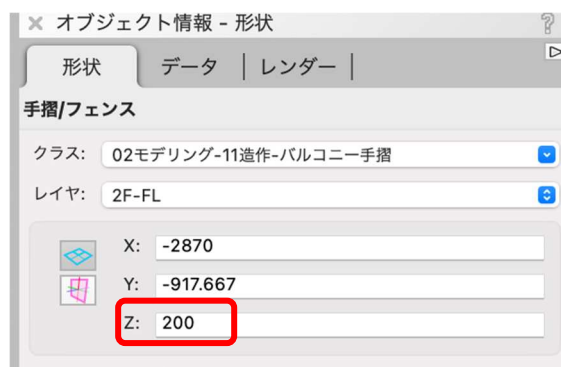 オブジェクト情報 - 形状
形状 データ レンダー
手摺/フェンス
クラス: 02モデリング-11造作-バルコニー手摺
レイヤ: 2F-FL
X: -2870
Y: -917.667
Z: 200